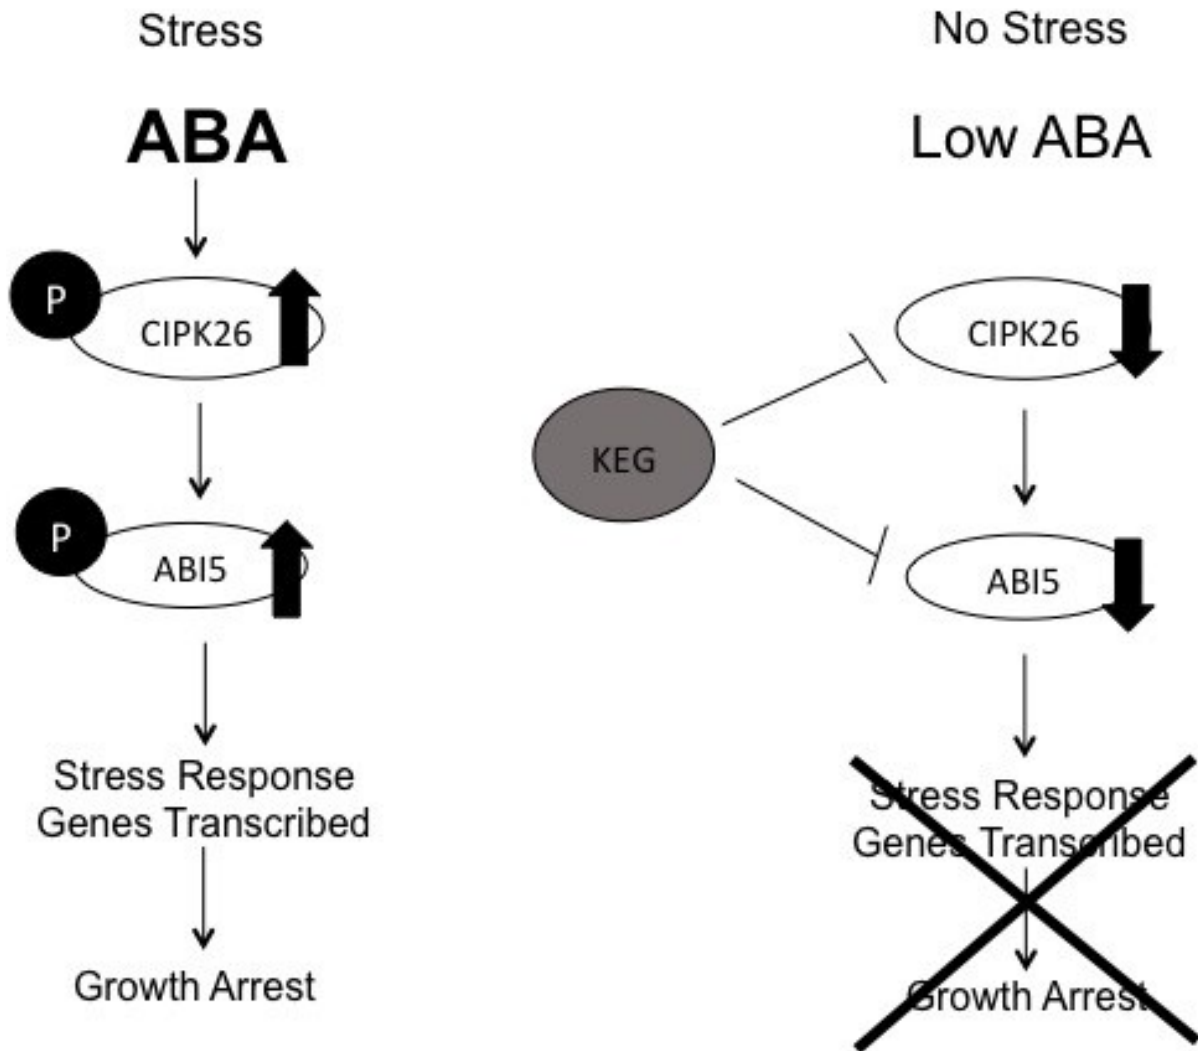 Stress
ABA
P
CIPK26
P
ABI5
Stress Response
Genes Transcribed
Growth Arrest
No Stress
Low ABA
KEG
CIPK26
ABI5
Stress Response
Genes Transcribed
Growth Arrest